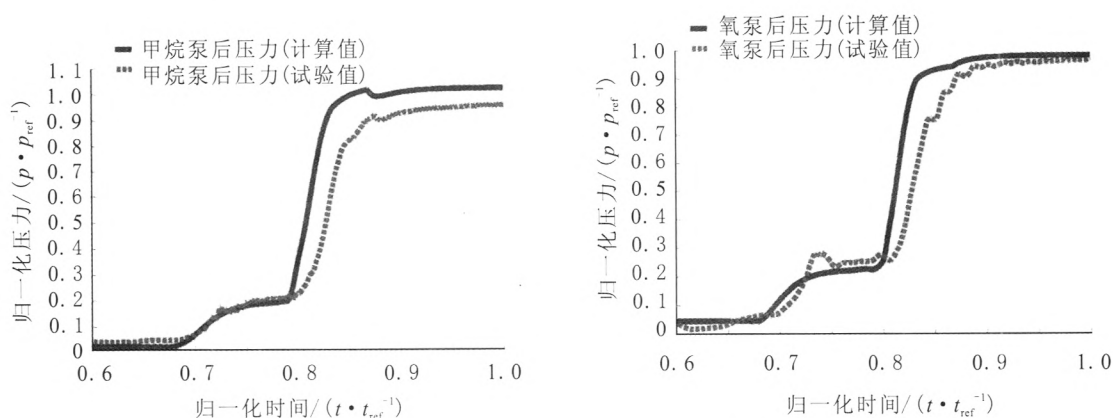 甲烷泵后压力(计算值)
甲烷泵后压力(试验值)
归一化压力/(p·p_ref^-1)
1.1
1.0
0.9
0.8
0.7
0.6
0.5
0.4
0.3
0.2
0.1
0
0.6 0.7 0.8 0.9 1.0
归一化时间/(t·t_ref^-1)
氧泵后压力(计算值)
氧泵后压力(试验值)
归一化压力/(p·p_ref^-1)
1.0
0.9
0.8
0.7
0.6
0.5
0.4
0.3
0.2
0.1
0
0.6 0.7 0.8 0.9 1.0
归一化时间/(t·t_ref^-1)